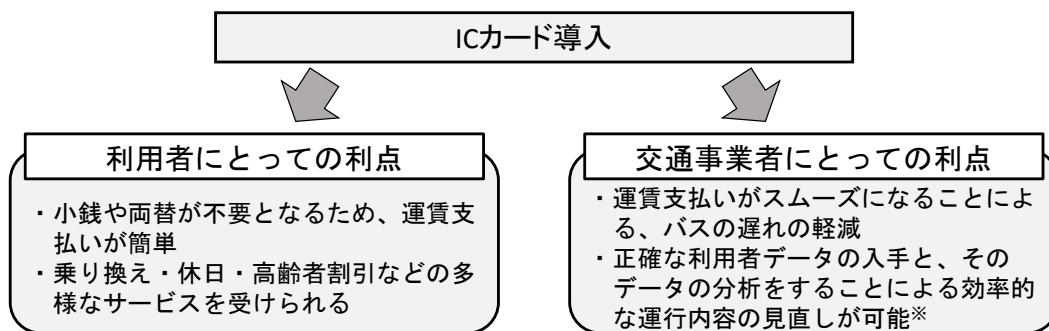 ICカード導入
利用者にとっての利点
・小銭や両替が不要となるため、運賃支
払いが簡単
・乗り換え・休日・高齢者割引などの多
様なサービスを受けられる
交通事業者にとっての利点
・運賃支払いがスムーズになることによ
る、バスの遅れの軽減
・正確な利用者データの入手と、その
データの分析をすることによる効率的
な運行内容の見直しが可能※